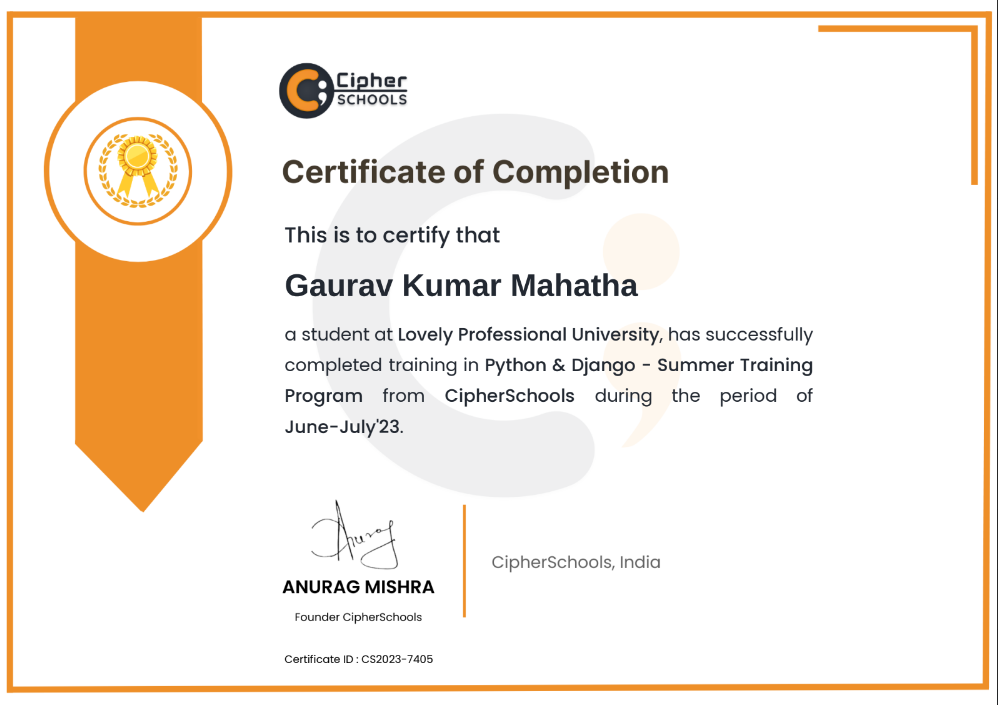 Cipher
SCHOOLS
Certificate of Completion
This is to certify that
Gaurav Kumar Mahatha
a student at Lovely Professional University, has successfully
completed training in Python & Django - Summer Training
Program from CipherSchools during the period of
June-July'23.
Anurag
ANURAG MISHRA
Founder CipherSchools
CipherSchools, India
Certificate ID : CS2023-7405